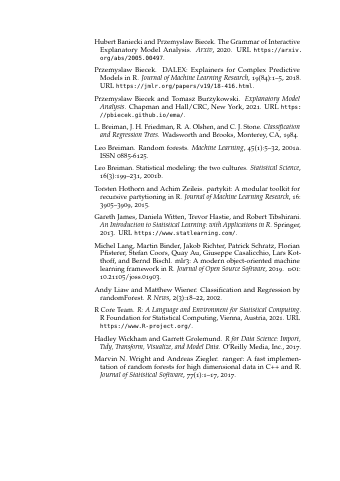 Hubert Baniecki and Przemyslaw Biecek. The Grammar of Interactive
Explanatory Model Analysis. Arxiv, 2020. URL https://arxiv.
org/abs/2005.00497.
Przemyslaw Biecek. DALEX: Explainers for Complex Predictive
Models in R. Journal of Machine Learning Research, 19(84):1–5, 2018.
URL https://jmlr.org/papers/v19/18-416.html.
Przemyslaw Biecek and Tomasz Burzykowski. Explanatory Model
Analysis. Chapman and Hall/CRC, New York, 2021. URL https:
//pbiecek.github.io/ema/.
L. Breiman, J. H. Friedman, R. A. Olshen, and C. J. Stone. Classification
and Regression Trees. Wadsworth and Brooks, Monterey, CA, 1984.
Leo Breiman. Random forests. Machine Learning, 45(1):5–32, 2001a.
ISSN 0885-6125.
Leo Breiman. Statistical modeling: the two cultures. Statistical Science,
16(3):199–231, 2001b.
Torsten Hothorn and Achim Zeileis. partykit: A modular toolkit for
recursive partytioning in R. Journal of Machine Learning Research, 16:
3905–3909, 2015.
Gareth James, Daniela Witten, Trevor Hastie, and Robert Tibshirani.
An Introduction to Statistical Learning: with Applications in R. Springer,
2013. URL https://www.statlearning.com/.
Michel Lang, Martin Binder, Jakob Richter, Patrick Schratz, Florian
Pfisterer, Stefan Coors, Quay Au, Giuseppe Casalicchio, Lars Kot-
thoff, and Bernd Bischl. mlr3: A modern object-oriented machine
learning framework in R. Journal of Open Source Software, 2019. DOI:
10.21105/joss.01903.
Andy Liaw and Matthew Wiener. Classification and Regression by
randomForest. R News, 2(3):18–22, 2002.
R Core Team. R: A Language and Environment for Statistical Computing.
R Foundation for Statistical Computing, Vienna, Austria, 2021. URL
https://www.R-project.org/.
Hadley Wickham and Garrett Grolemund. R for Data Science: Import,
Tidy, Transform, Visualize, and Model Data. O'Reilly Media, Inc., 2017.
Marvin N. Wright and Andreas Ziegler. ranger: A fast implemen-
tation of random forests for high dimensional data in C++ and R.
Journal of Statistical Software, 77(1):1–17, 2017.